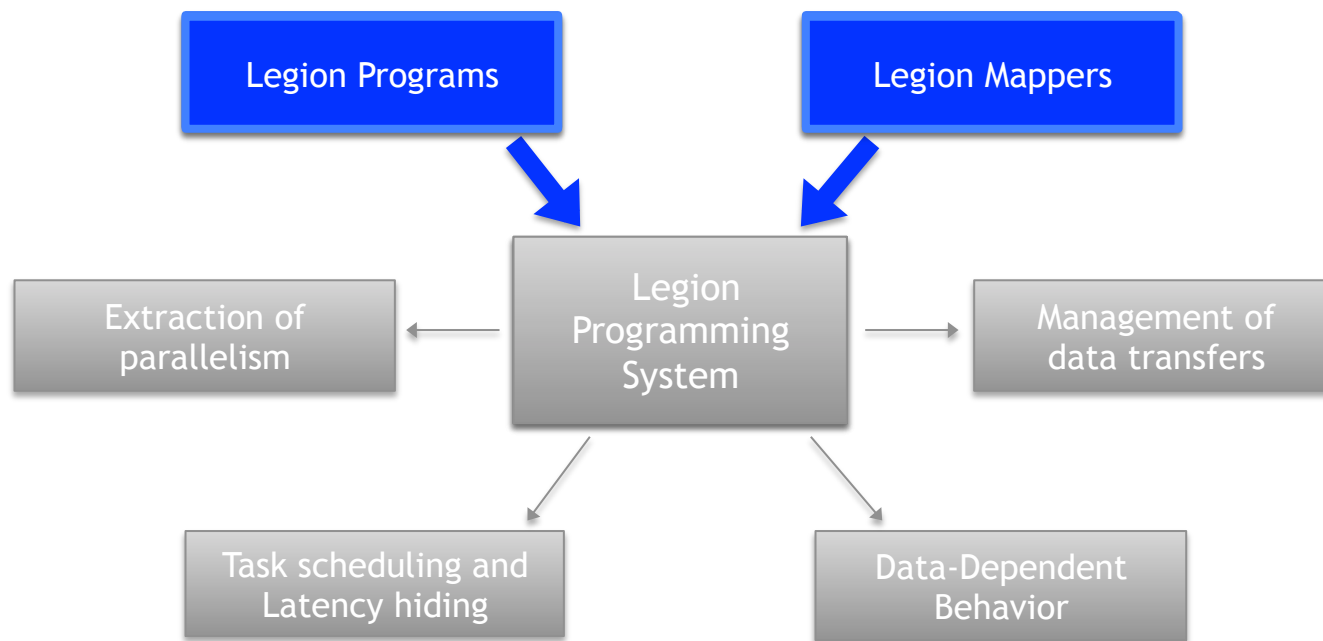 Legion Programs
Legion Mappers
Legion
Programming
System
Extraction of
parallelism
Management of
data transfers
Task scheduling and
Latency hiding
Data-Dependent
Behavior